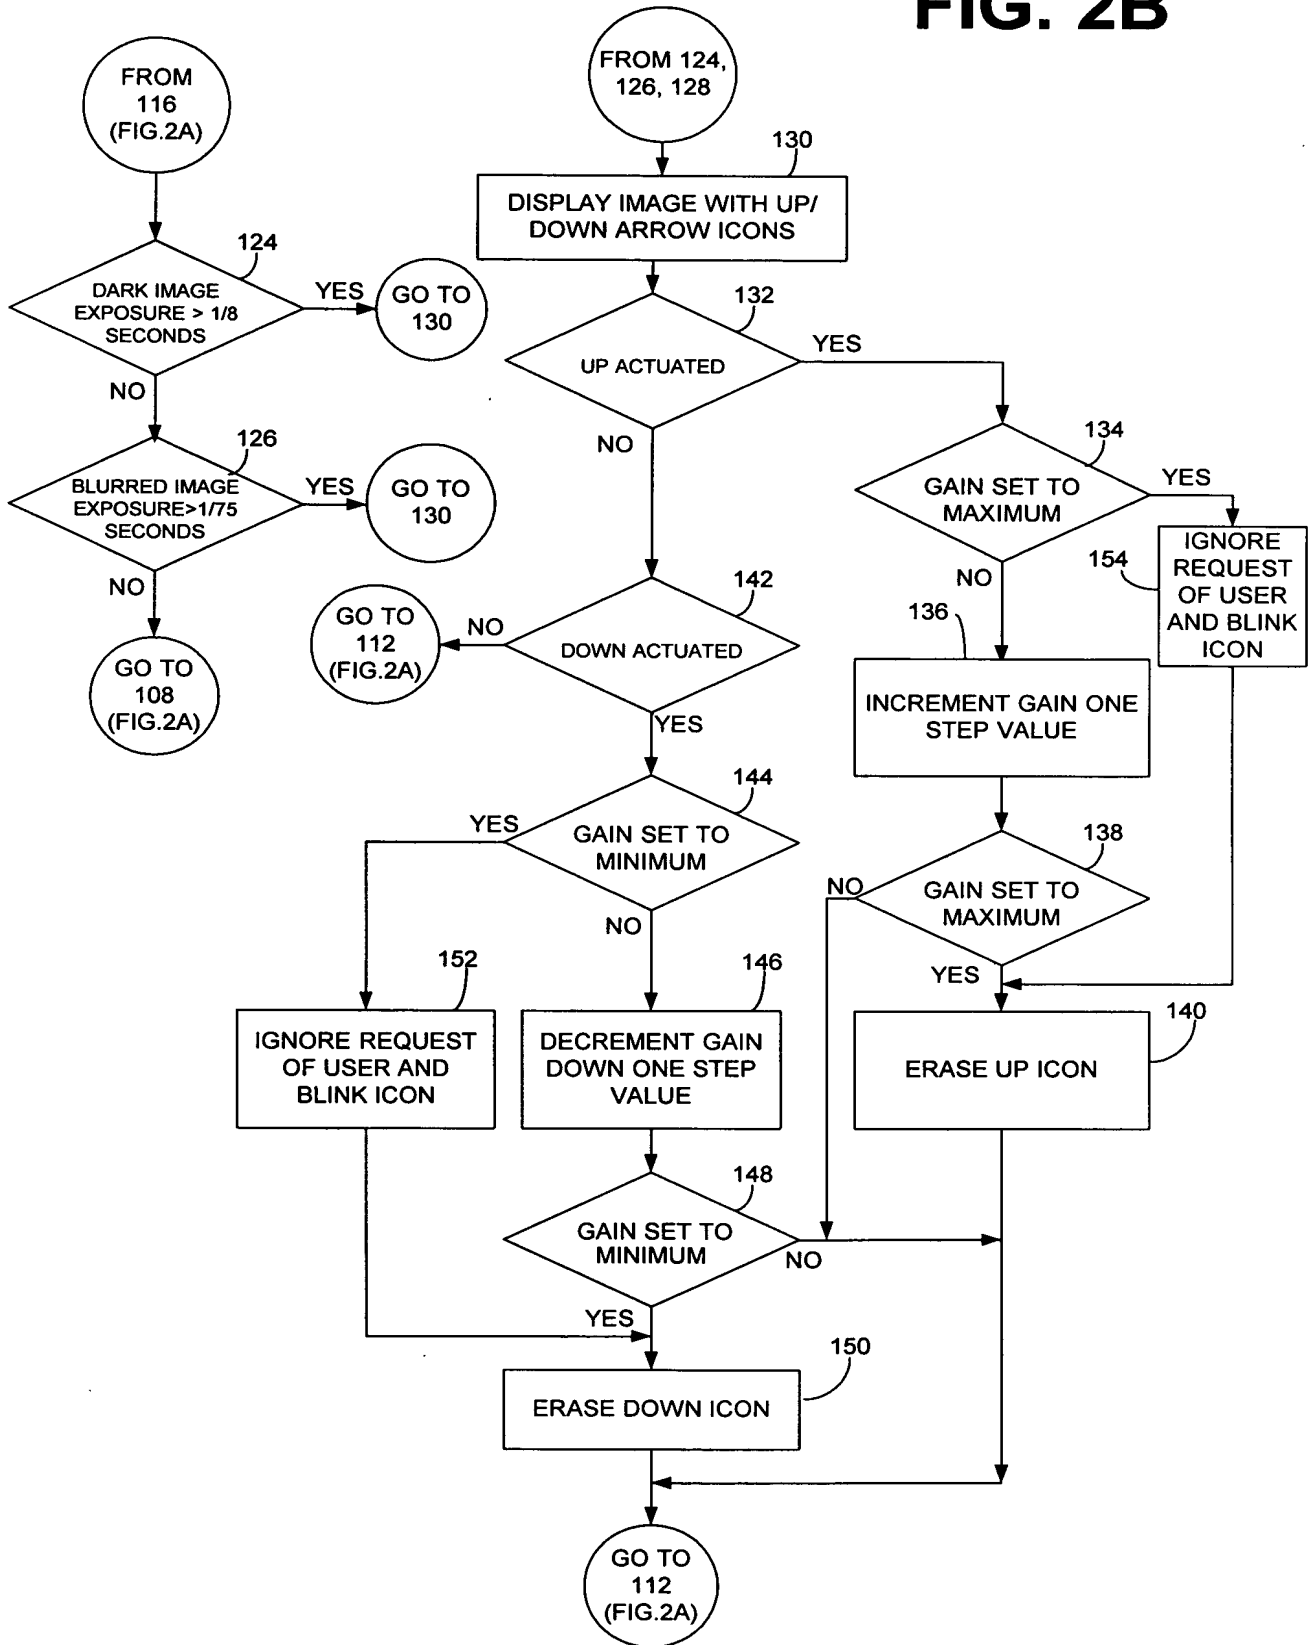 FIG. 2B
FROM
116
(FIG.2A)
124
DARK IMAGE
EXPOSURE > 1/8
SECONDS
YES
GO TO
130
NO
126
BLURRED IMAGE
EXPOSURE>1/75
SECONDS
YES
GO TO
130
NO
GO TO
108
(FIG.2A)
FROM 124,
126, 128
130
DISPLAY IMAGE WITH UP/
DOWN ARROW ICONS
132
UP ACTUATED
YES
NO
134
GAIN SET TO
MAXIMUM
YES
NO
154
IGNORE
REQUEST
OF USER
AND BLINK
ICON
136
INCREMENT GAIN ONE
STEP VALUE
138
GAIN SET TO
MAXIMUM
NO
YES
140
ERASE UP ICON
142
DOWN ACTUATED
NO
GO TO
112
(FIG.2A)
YES
144
GAIN SET TO
MINIMUM
YES
NO
152
IGNORE REQUEST
OF USER AND
BLINK ICON
146
DECREMENT GAIN
DOWN ONE STEP
VALUE
148
GAIN SET TO
MINIMUM
NO
YES
150
ERASE DOWN ICON
GO TO
112
(FIG.2A)